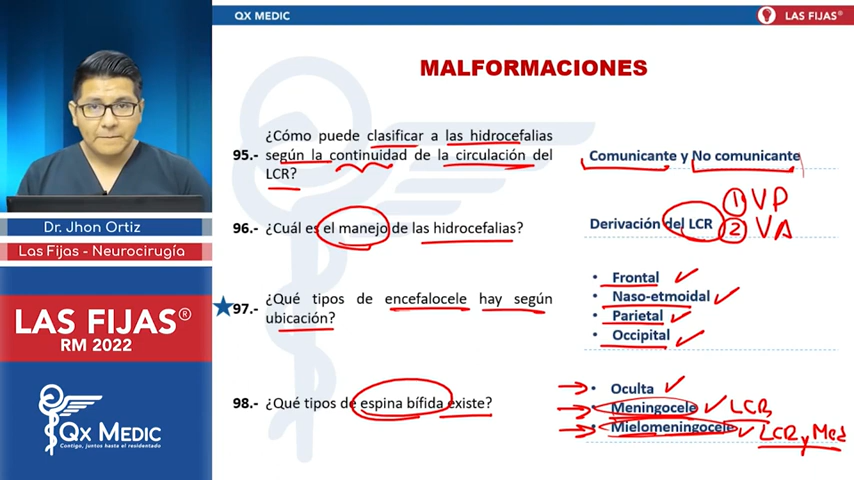 QX MEDIC
LAS FIJAS®
MALFORMACIONES
¿Cómo puede clasificar a las hidrocefalias
95.- según la continuidad de la circulación del
LCR?
Comunicante y No comunicante
96.- ¿Cuál es el manejo de las hidrocefalias?
Derivación del LCR
1 VP
2 VA
97.- ¿Qué tipos de encefalocele hay según
ubicación?
• Frontal
• Naso-etmoidal
• Parietal
• Occipital
98.- ¿Qué tipos de espina bífida existe?
• Oculta
• Meningocele LCR
• Mielomeningocele LCR y Med
Dr. Jhon Ortiz
Las Fijas - Neurocirugía
LAS FIJAS®
RM 2022
QX MEDIC
Contigo, juntos hasta el residentado